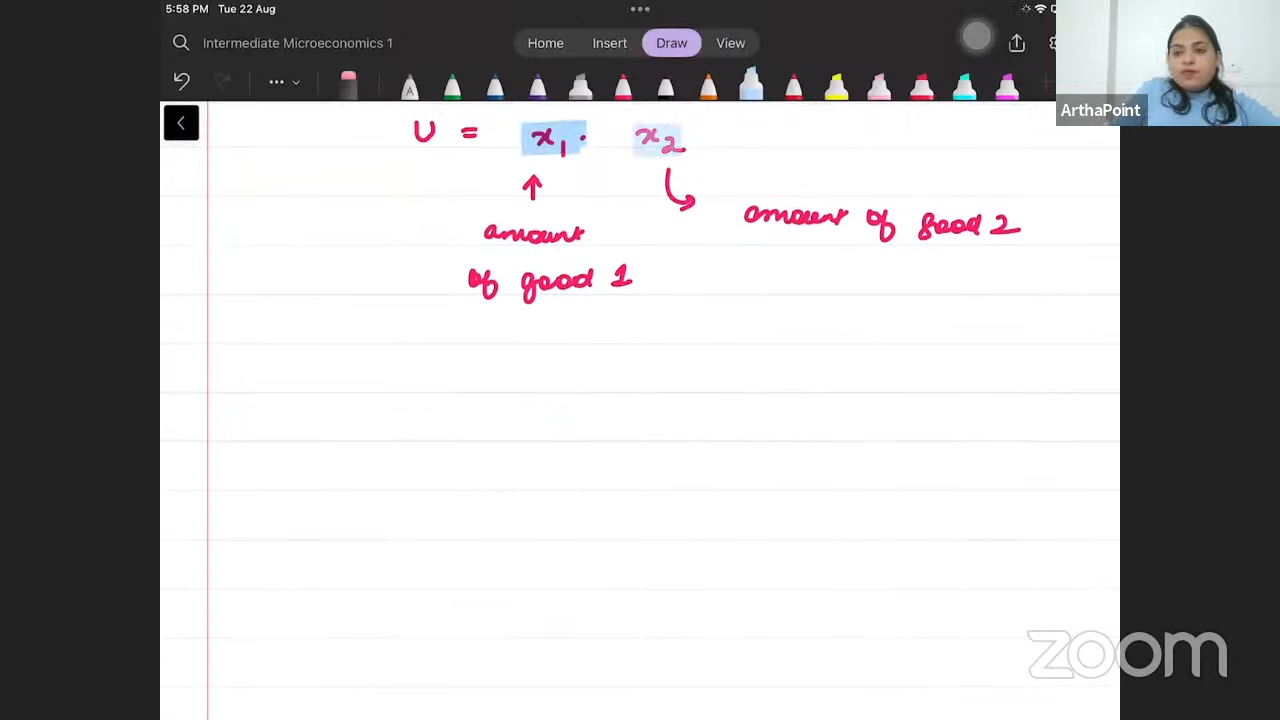 5:58 PM Tue 22 Aug
Intermediate Microeconomics 1
Home Insert Draw View
A
ArthaPoint
U = x₁ · x₂
amount of good 2
amount
of good 1
zoom